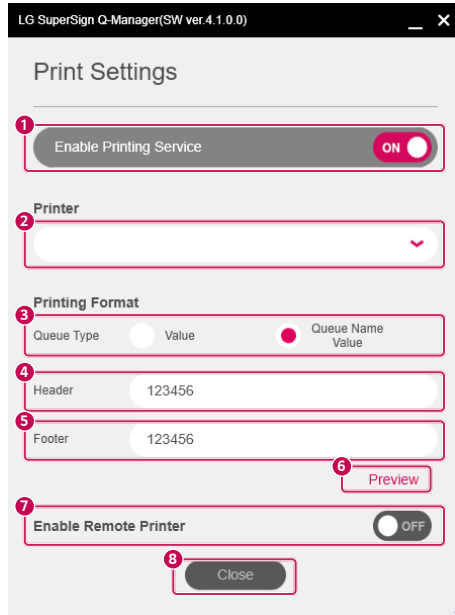 LG SuperSign Q-Manager(SW ver.4.1.0.0)
Print Settings
1
Enable Printing Service ON
Printer
2
Printing Format
3
Queue Type Value Queue Name
Value
4
Header 123456
5
Footer 123456
6
Preview
7
Enable Remote Printer OFF
8
Close